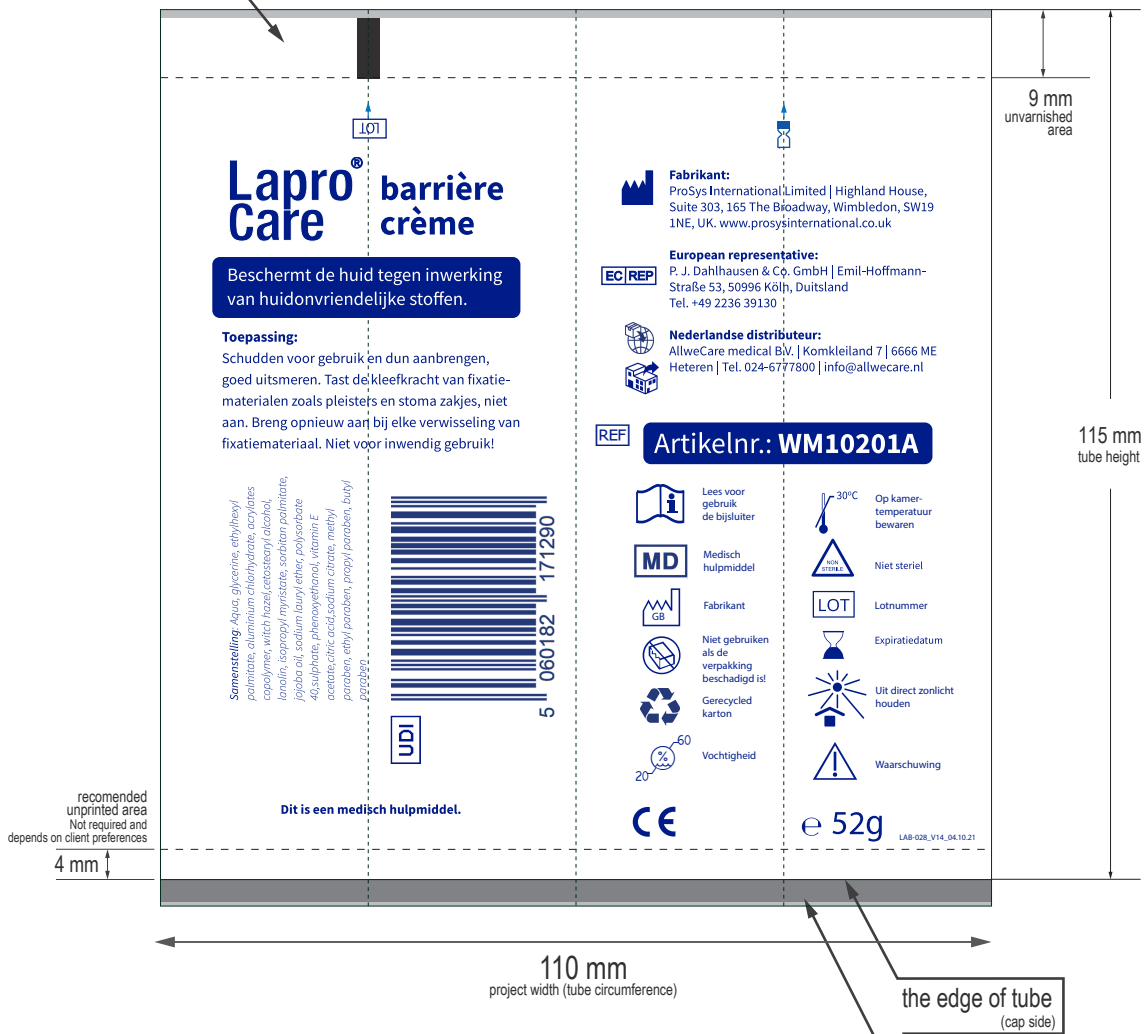 9 mm
unvarnished
area
LOT
Lapro®
Care
barrière
crème
Beschermt de huid tegen inwerking
van huidonvriendelijke stoffen.
Toepassing:
Schudden voor gebruik en dun aanbrengen,
goed uitsmeren. Tast de kleefkracht van fixatie-
materialen zoals pleisters en stoma zakjes, niet
aan. Breng opnieuw aan bij elke verwisseling van
fixatiemateriaal. Niet voor inwendig gebruik!
Samenstelling: Aqua, glycerine, ethylhexyl
palmitate, aluminium chlorhydrate, acrylates
copolymer, witch hazel,cetostearyl alcohol,
lanolin, isopropyl myristate, sorbitan palmitate,
jojoba oil, sodium lauryl ether, polysorbate
40,sulphate, phenoxyethanol, vitamin E
acetate,citric acid,sodium citrate, methyl
paraben, ethyl paraben, propyl paraben, butyl
paraben
5 060182 171290
UDI
Dit is een medisch hulpmiddel.
Fabrikant:
ProSys International Limited | Highland House,
Suite 303, 165 The Broadway, Wimbledon, SW19
1NE, UK. www.prosysinternational.co.uk
EC REP
European representative:
P. J. Dahlhausen & Co. GmbH | Emil-Hoffmann-
Straße 53, 50996 Köln, Duitsland
Tel. +49 2236 39130
Nederlandse distributeur:
AllweCare medical B.V. | Komkleiland 7 | 6666 ME
Heteren | Tel. 024-6777800 | info@allwecare.nl
REF
Artikelnr.: WM10201A
Lees voor
gebruik
de bijsluiter
MD
Medisch
hulpmiddel
GB
Fabrikant
Niet gebruiken
als de
verpakking
beschadigd is!
Gerecycled
karton
20 % 60
Vochtigheid
30°C
Op kamer-
temperatuur
bewaren
NON
STERILE
Niet steriel
LOT
Lotnummer
Expiratiedatum
Uit direct zonlicht
houden
Waarschuwing
CE
e 52g
LAB-028_V14_04.10.21
115 mm
tube height
recomended
unprinted area
Not required and
depends on client preferences
4 mm
110 mm
project width (tube circumference)
the edge of tube
(cap side)